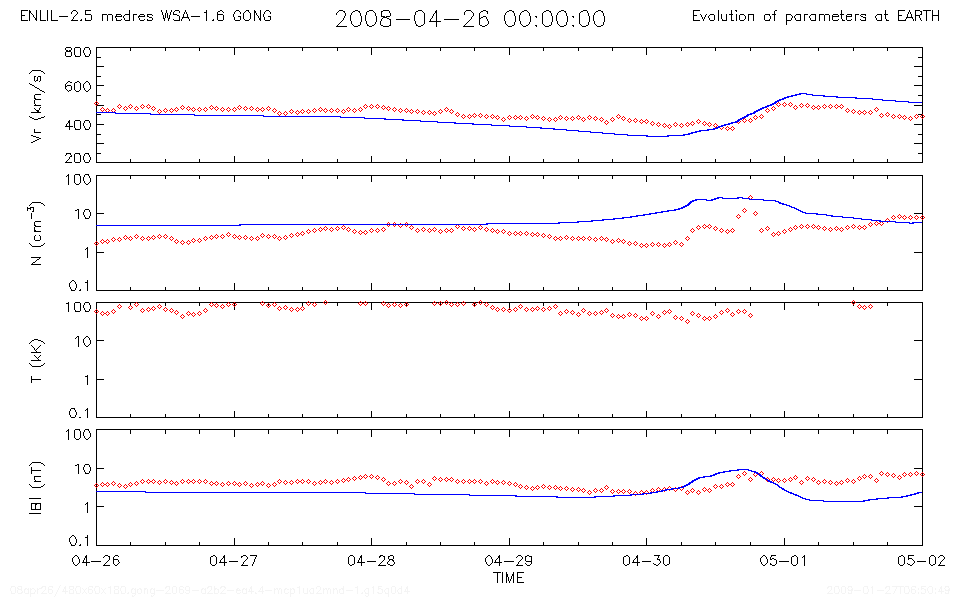 ENLIL−2.5 medres WSA−1.6 GONG 2008−04−26 00:00:00 Evolution of parameters at EARTH
800
600
400
200
Vr (km/s)
100
10
1
0.1
N (cm⁻³)
100
10
1
0.1
T (kK)
100
10
1
0.1
|B| (nT)
04−26 04−27 04−28 04−29 04−30 05−01 05−02
TIME